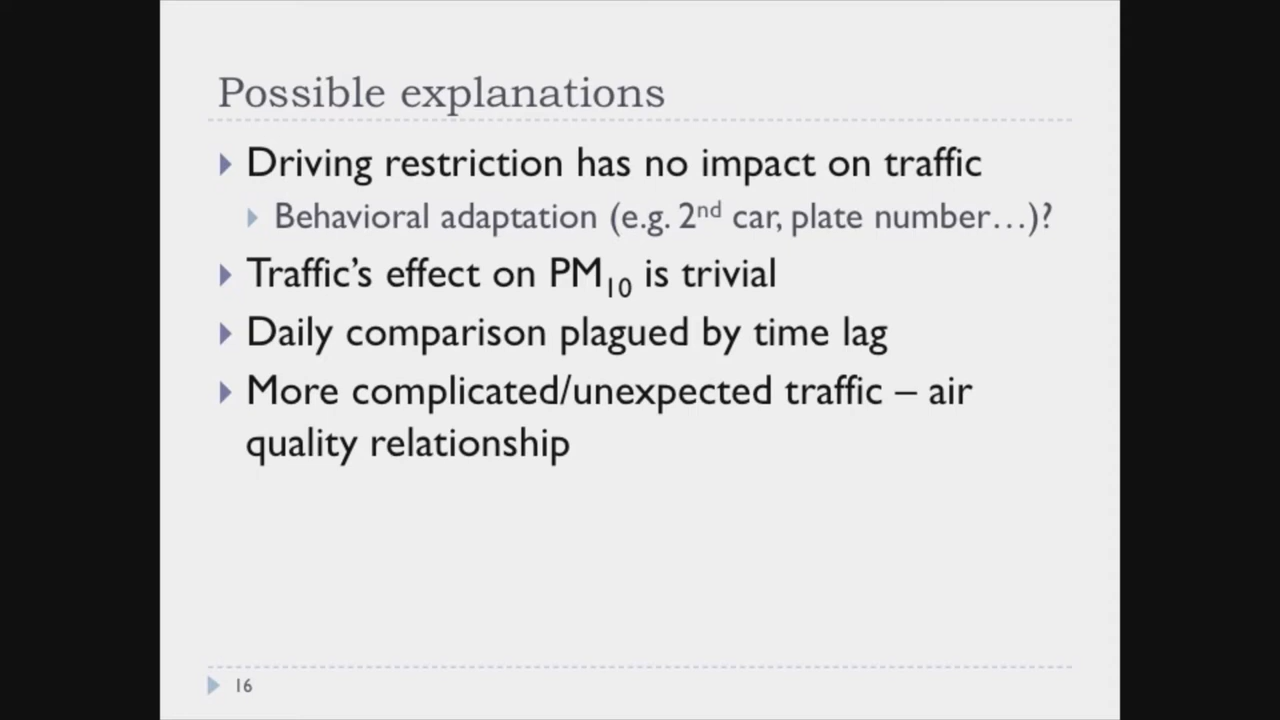 Possible explanations
Driving restriction has no impact on traffic
Behavioral adaptation (e.g. 2nd car, plate number…)?
Traffic’s effect on PM10 is trivial
Daily comparison plagued by time lag
More complicated/unexpected traffic – air
quality relationship
16